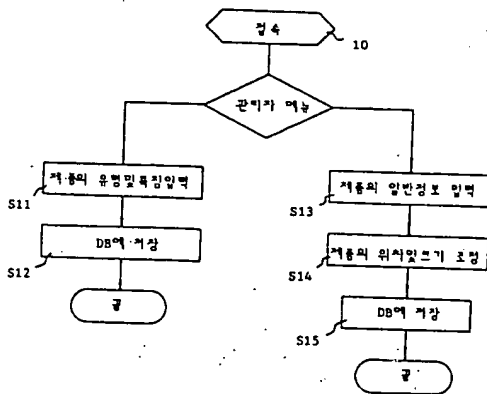 접속
10
관리자 메뉴
제품의 유형및특징입력
S11
DB에 저장
S12
끝
제품의 일반정보 입력
S13
제품의 위치및크기 조정
S14
DB에 저장
S15
끝